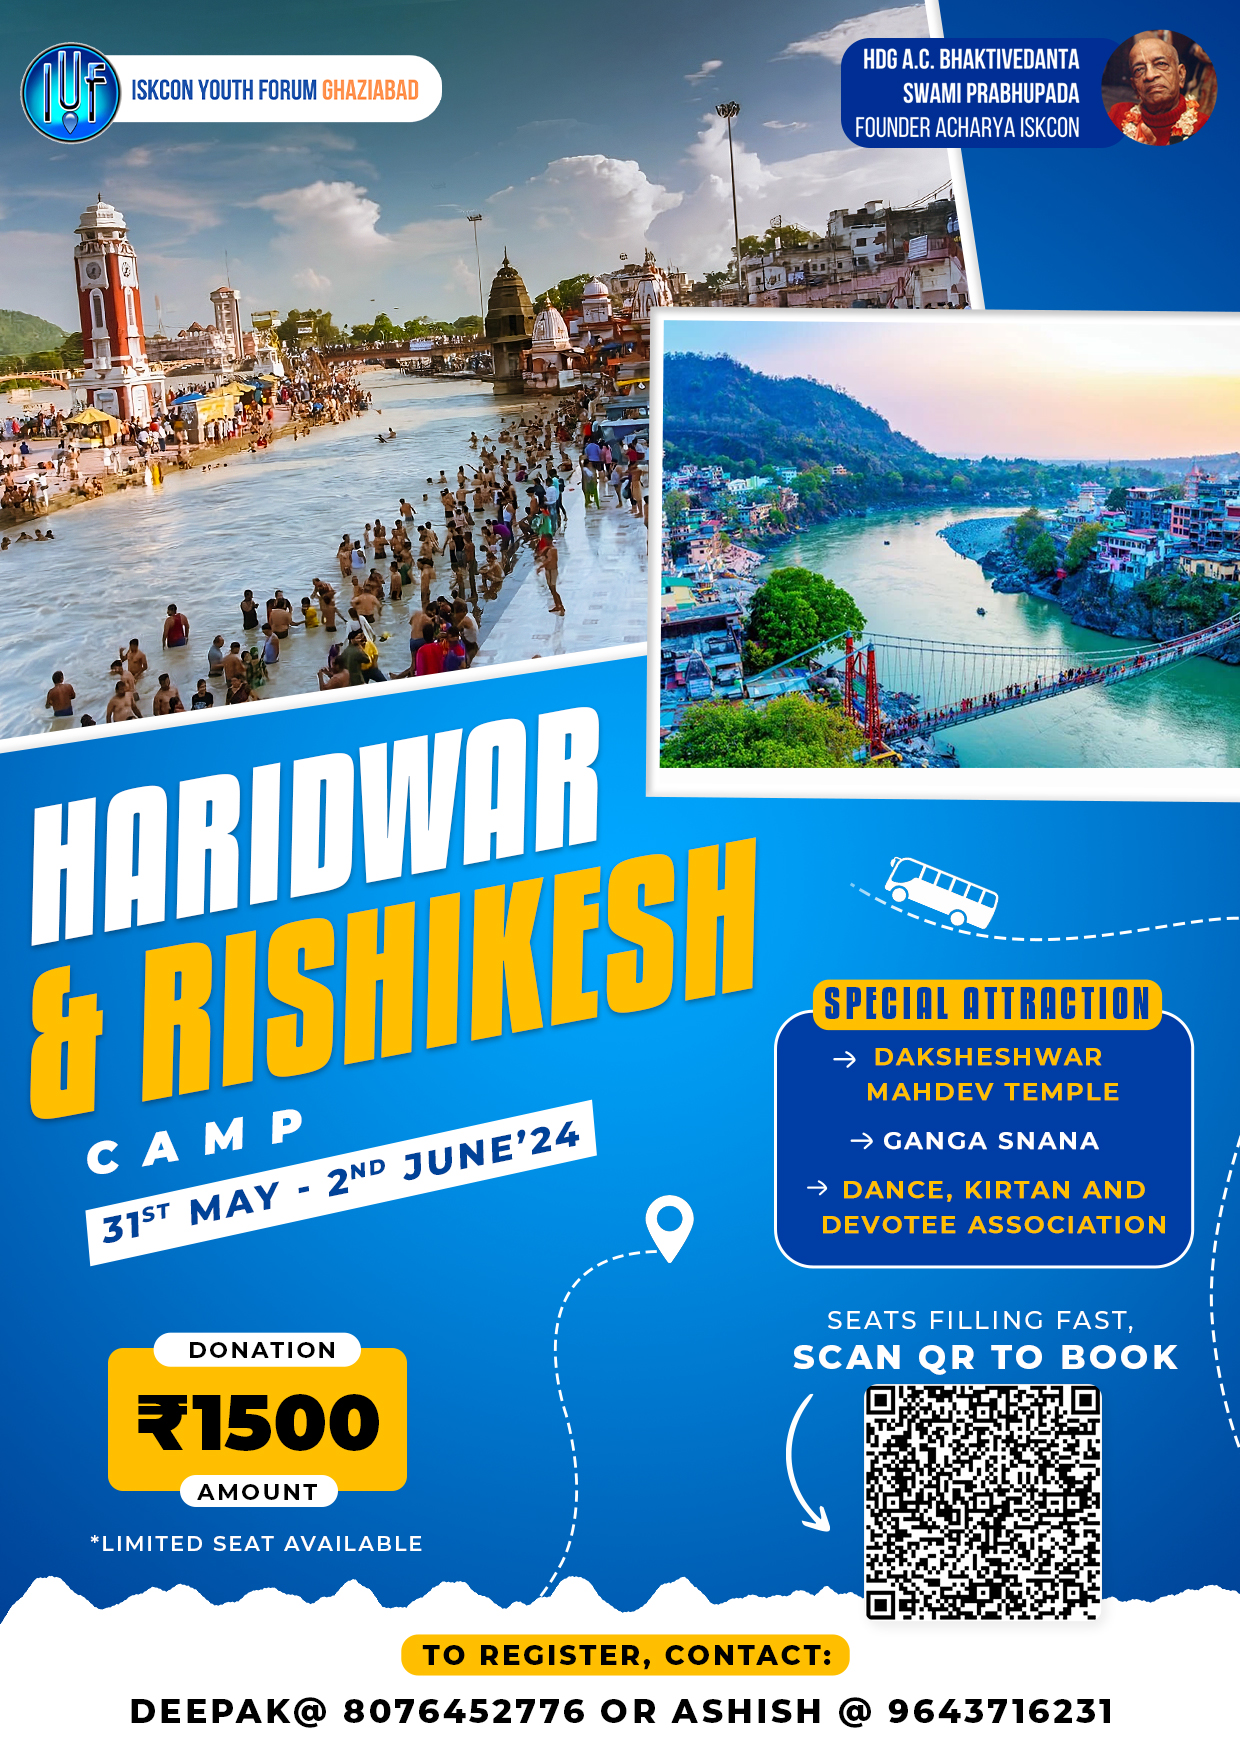 IUF
ISKCON YOUTH FORUM GHAZIABAD
HDG A.C. BHAKTIVEDANTA
SWAMI PRABHUPADA
FOUNDER ACHARYA ISKCON
HARIDWAR
& RISHIKESH
CAMP
31ST MAY - 2ND JUNE'24
SPECIAL ATTRACTION
→ DAKSHESHWAR
MAHDEV TEMPLE
→ GANGA SNANA
→ DANCE, KIRTAN AND
DEVOTEE ASSOCIATION
DONATION
₹1500
AMOUNT
*LIMITED SEAT AVAILABLE
SEATS FILLING FAST,
SCAN QR TO BOOK
TO REGISTER, CONTACT:
DEEPAK@ 8076452776 OR ASHISH @ 9643716231